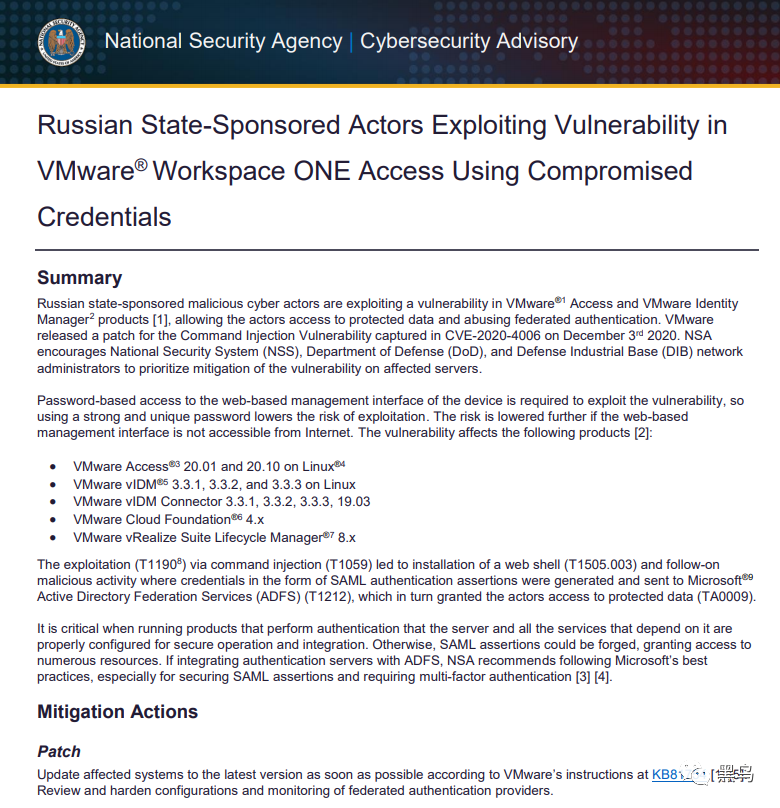 National Security Agency | Cybersecurity Advisory
Russian State-Sponsored Actors Exploiting Vulnerability in
VMware® Workspace ONE Access Using Compromised
Credentials
Summary
Russian state-sponsored malicious cyber actors are exploiting a vulnerability in VMware®¹ Access and VMware Identity
Manager² products [1], allowing the actors access to protected data and abusing federated authentication. VMware
released a patch for the Command Injection Vulnerability captured in CVE-2020-4006 on December 3rd 2020. NSA
encourages National Security System (NSS), Department of Defense (DoD), and Defense Industrial Base (DIB) network
administrators to prioritize mitigation of the vulnerability on affected servers.
Password-based access to the web-based management interface of the device is required to exploit the vulnerability, so
using a strong and unique password lowers the risk of exploitation. The risk is lowered further if the web-based
management interface is not accessible from Internet. The vulnerability affects the following products [2]:
• VMware Access®³ 20.01 and 20.10 on Linux®⁴
• VMware vIDM®⁵ 3.3.1, 3.3.2, and 3.3.3 on Linux
• VMware vIDM Connector 3.3.1, 3.3.2, 3.3.3, 19.03
• VMware Cloud Foundation®⁶ 4.x
• VMware vRealize Suite Lifecycle Manager®⁷ 8.x
The exploitation (T1190⁸) via command injection (T1059) led to installation of a web shell (T1505.003) and follow-on
malicious activity where credentials in the form of SAML authentication assertions were generated and sent to Microsoft®⁹
Active Directory Federation Services (ADFS) (T1212), which in turn granted the actors access to protected data (TA0009).
It is critical when running products that perform authentication that the server and all the services that depend on it are
properly configured for secure operation and integration. Otherwise, SAML assertions could be forged, granting access to
numerous resources. If integrating authentication servers with ADFS, NSA recommends following Microsoft's best
practices, especially for securing SAML assertions and requiring multi-factor authentication [3] [4].
Mitigation Actions
Patch
Update affected systems to the latest version as soon as possible according to VMware's instructions at
Review and harden configurations and monitoring of federated authentication providers.
黑鸟